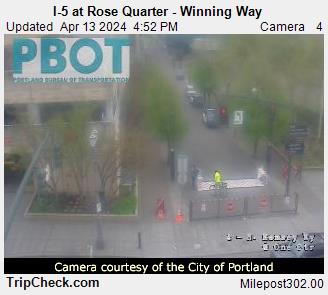 I-5 at Rose Quarter - Winning Way
Updated Apr 13 2024 4:52 PM Camera 4
PBOT
PORTLAND BUREAU OF TRANSPORTATION
Camera courtesy of the City of Portland
TripCheck.com Milepost302.00